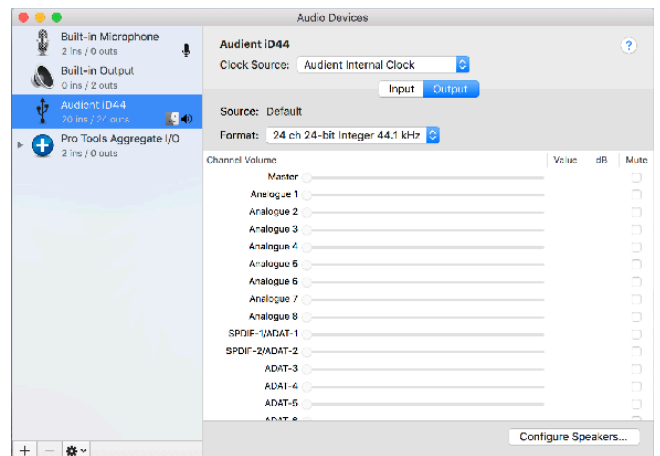 Audio Devices
Built-in Microphone
2 ins / 0 outs
Built-in Output
0 ins / 2 outs
Audient iD44
20 ins / 24 outs
Pro Tools Aggregate I/O
2 ins / 0 outs
Audient iD44
?
Clock Source: Audient Internal Clock
Input Output
Source: Default
Format: 24 ch 24-bit Integer 44.1 kHz
Channel Volume Value dB Mute
Master
Analogue 1
Analogue 2
Analogue 3
Analogue 4
Analogue 5
Analogue 6
Analogue 7
Analogue 8
SPDIF-1/ADAT-1
SPDIF-2/ADAT-2
ADAT-3
ADAT-4
ADAT-5
ADAT-6
Configure Speakers...